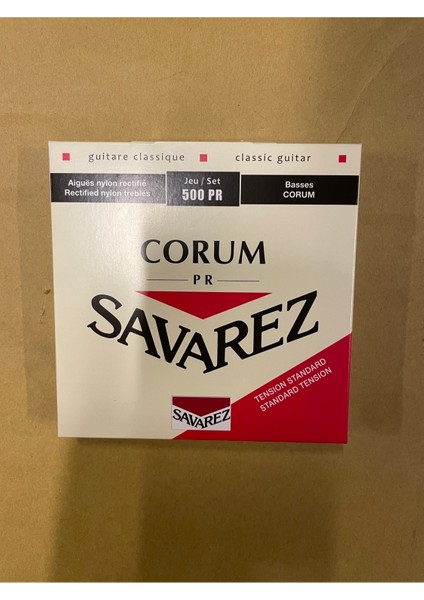 guitare classique classic guitar
Aiguës nylon rectifié
Rectified nylon trebles
Jeu / Set
500 PR
Basses
CORUM
CORUM
PR
SAVAREZ
TENSION STANDARD
STANDARD TENSION
SAVAREZ